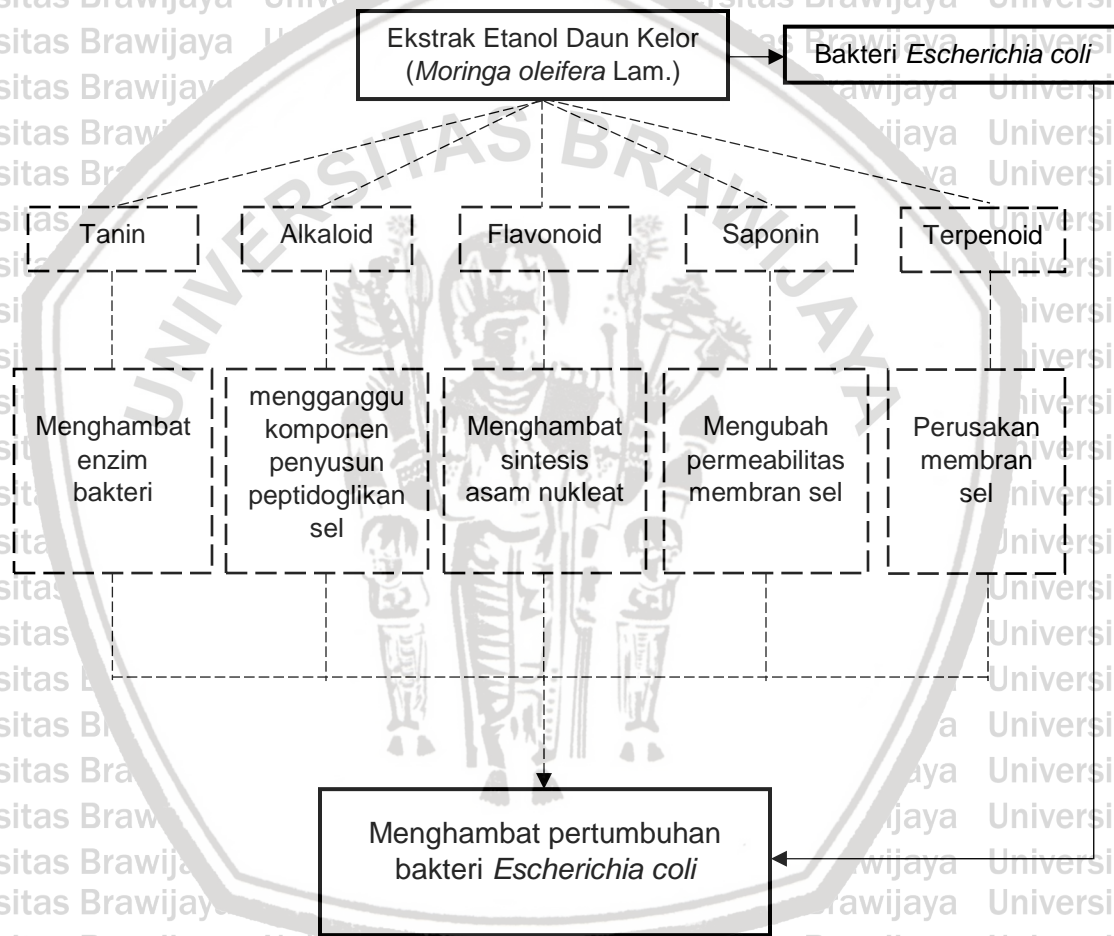 Ekstrak Etanol Daun Kelor
(Moringa oleifera Lam.)
Bakteri Escherichia coli
Tanin
Alkaloid
Flavonoid
Saponin
Terpenoid
Menghambat
enzim
bakteri
mengganggu
komponen
penyusun
peptidoglikan
sel
Menghambat
sintesis
asam nukleat
Mengubah
permeabilitas
membran sel
Perusakan
membran
sel
Menghambat pertumbuhan
bakteri Escherichia coli
UNIVERSITAS BRAWIJAYA